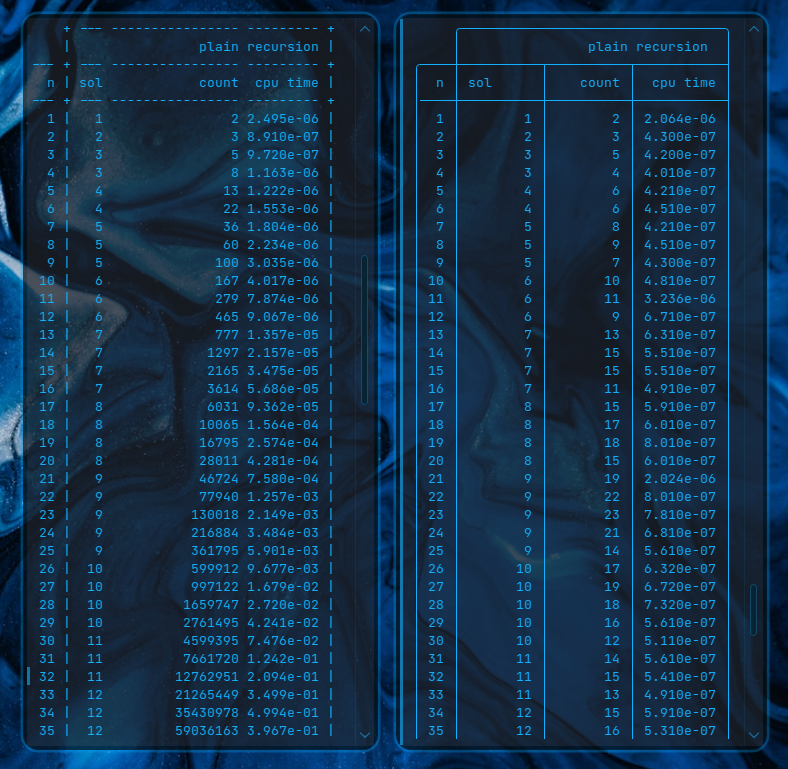 + --- ---------------- --------- +
| plain recursion |
--- + --- ---------------- --------- +
n | sol count cpu time |
--- + --- ---------------- --------- +
1 | 1 2 2.495e-06 |
2 | 2 3 8.910e-07 |
3 | 3 5 9.720e-07 |
4 | 3 8 1.163e-06 |
5 | 4 13 1.222e-06 |
6 | 4 22 1.553e-06 |
7 | 5 36 1.804e-06 |
8 | 5 60 2.234e-06 |
9 | 5 100 3.035e-06 |
10 | 6 167 4.017e-06 |
11 | 6 279 7.874e-06 |
12 | 6 465 9.067e-06 |
13 | 7 777 1.357e-05 |
14 | 7 1297 2.157e-05 |
15 | 7 2165 3.475e-05 |
16 | 7 3614 5.686e-05 |
17 | 8 6031 9.362e-05 |
18 | 8 10065 1.564e-04 |
19 | 8 16795 2.574e-04 |
20 | 8 28011 4.281e-04 |
21 | 9 46724 7.580e-04 |
22 | 9 77940 1.257e-03 |
23 | 9 130018 2.149e-03 |
24 | 9 216884 3.484e-03 |
25 | 9 361795 5.901e-03 |
26 | 10 599912 9.677e-03 |
27 | 10 997122 1.679e-02 |
28 | 10 1659747 2.720e-02 |
29 | 10 2761495 4.241e-02 |
30 | 11 4599395 7.476e-02 |
31 | 11 7661720 1.242e-01 |
32 | 11 12762951 2.094e-01 |
33 | 12 21265449 3.499e-01 |
34 | 12 35430978 4.994e-01 |
35 | 12 59036163 3.967e-01 |
plain recursion
n sol count cpu time
1 1 2 2.064e-06
2 2 3 4.300e-07
3 3 5 4.200e-07
4 3 4 4.010e-07
5 4 6 4.210e-07
6 4 6 4.510e-07
7 5 8 4.210e-07
8 5 9 4.510e-07
9 5 7 4.300e-07
10 6 10 4.810e-07
11 6 11 3.236e-06
12 6 9 6.710e-07
13 7 13 6.310e-07
14 7 15 5.510e-07
15 7 15 5.510e-07
16 7 11 4.910e-07
17 8 15 5.910e-07
18 8 17 6.010e-07
19 8 18 8.010e-07
20 8 15 6.010e-07
21 9 19 2.024e-06
22 9 22 8.010e-07
23 9 23 7.810e-07
24 9 21 6.810e-07
25 9 14 5.610e-07
26 10 17 6.320e-07
27 10 19 6.720e-07
28 10 18 7.320e-07
29 10 16 5.610e-07
30 10 12 5.110e-07
31 11 14 5.610e-07
32 11 15 5.410e-07
33 11 13 4.910e-07
34 12 15 5.910e-07
35 12 16 5.310e-07